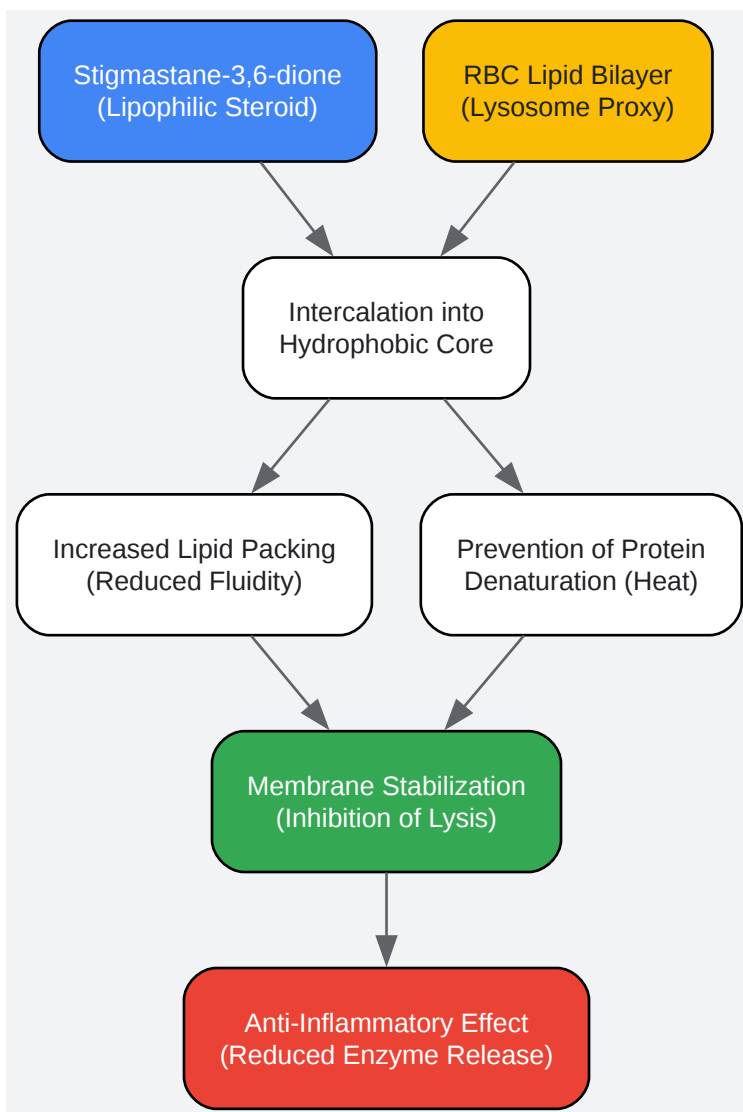 Stigmastane-3,6-dione
(Lipophilic Steroid)
RBC Lipid Bilayer
(Lysosome Proxy)
Intercalation into
Hydrophobic Core
Increased Lipid Packing
(Reduced Fluidity)
Prevention of Protein
Denaturation (Heat)
Membrane Stabilization
(Inhibition of Lysis)
Anti-Inflammatory Effect
(Reduced Enzyme Release)